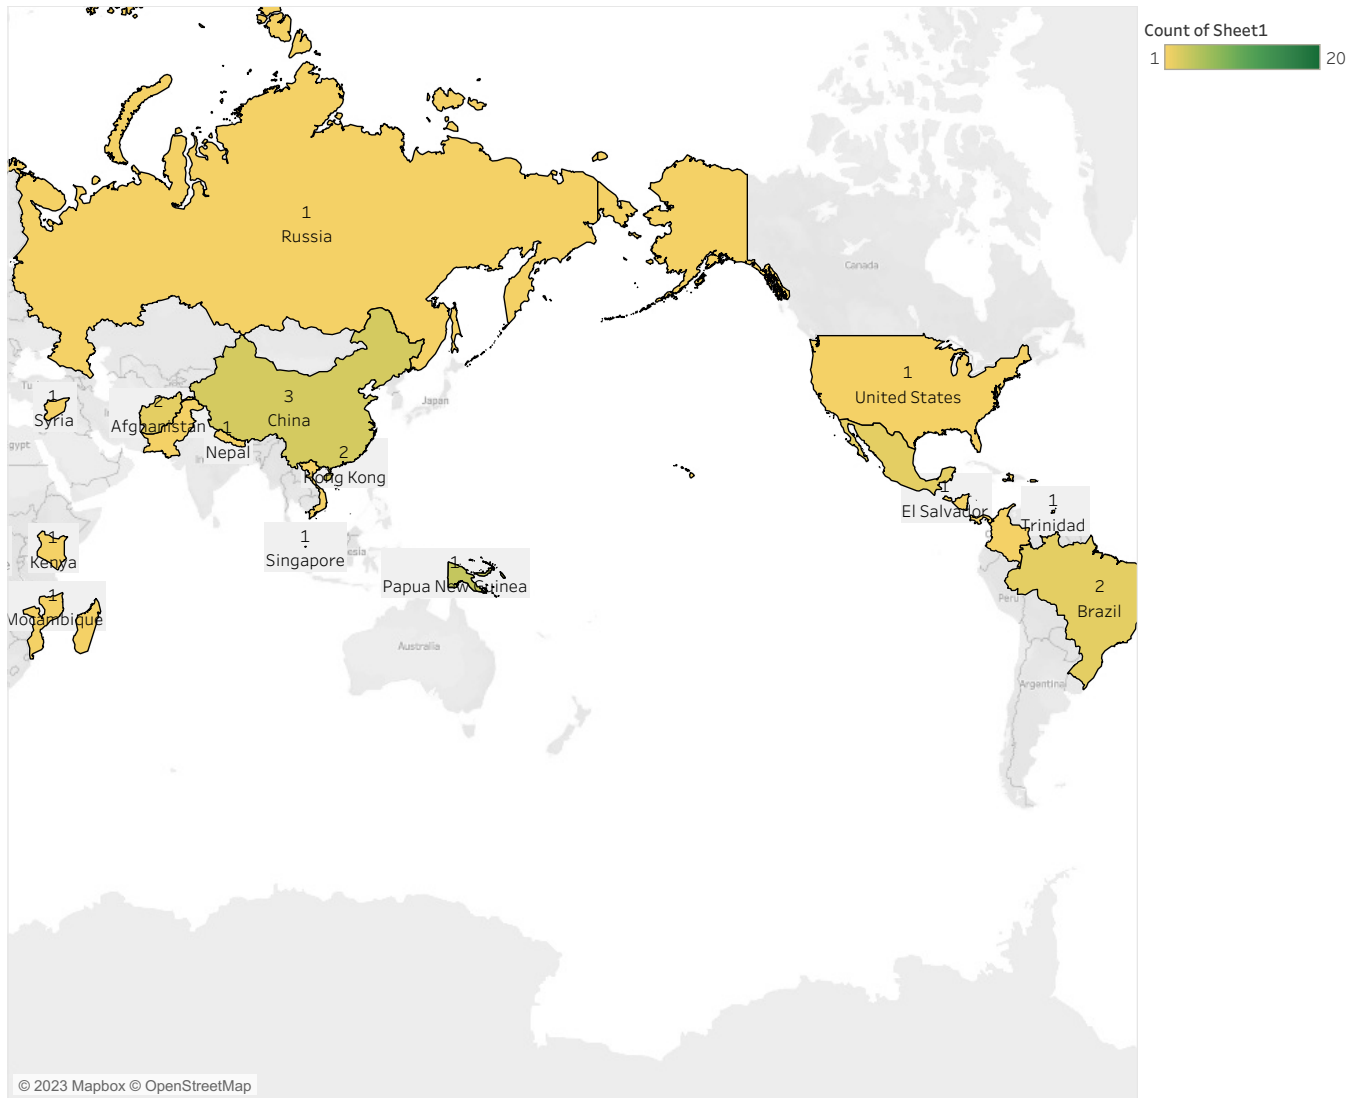 Count of Sheet1
1
20
1
Russia
Canada
1
United States
3
China
Japan
1
Syria
2
Afghanistan
1
Nepal
2
Hong Kong
1
El Salvador
1
Trinidad
1
Singapore
1
Kenya
1
Papua New Guinea
1
Mocambique
2
Brazil
Peru
Australia
Argentina
© 2023 Mapbox © OpenStreetMap